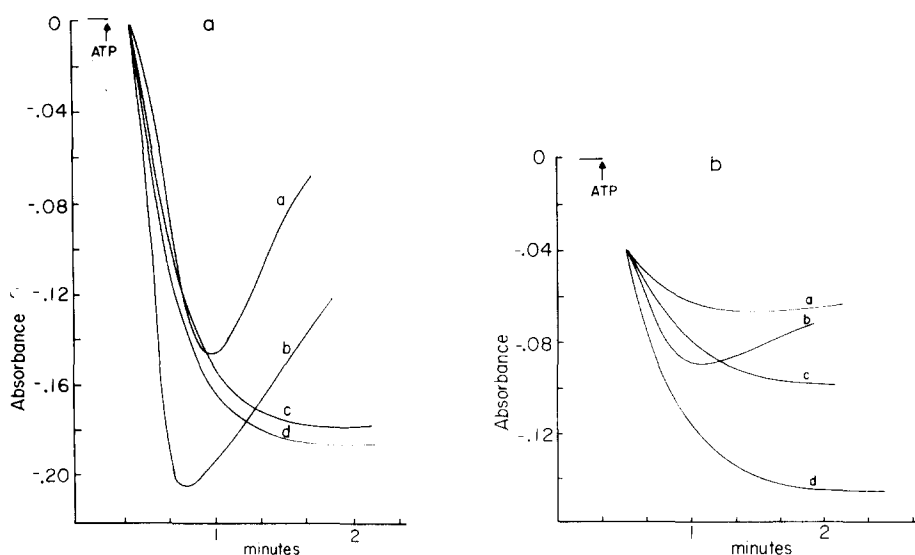 a
0
ATP
-.04
-.08
-.12
-.16
-.20
Absorbance
a
b
c
d
1
2
minutes
b
0
ATP
-.04
-.08
-.12
Absorbance
a
b
c
d
1
2
minutes